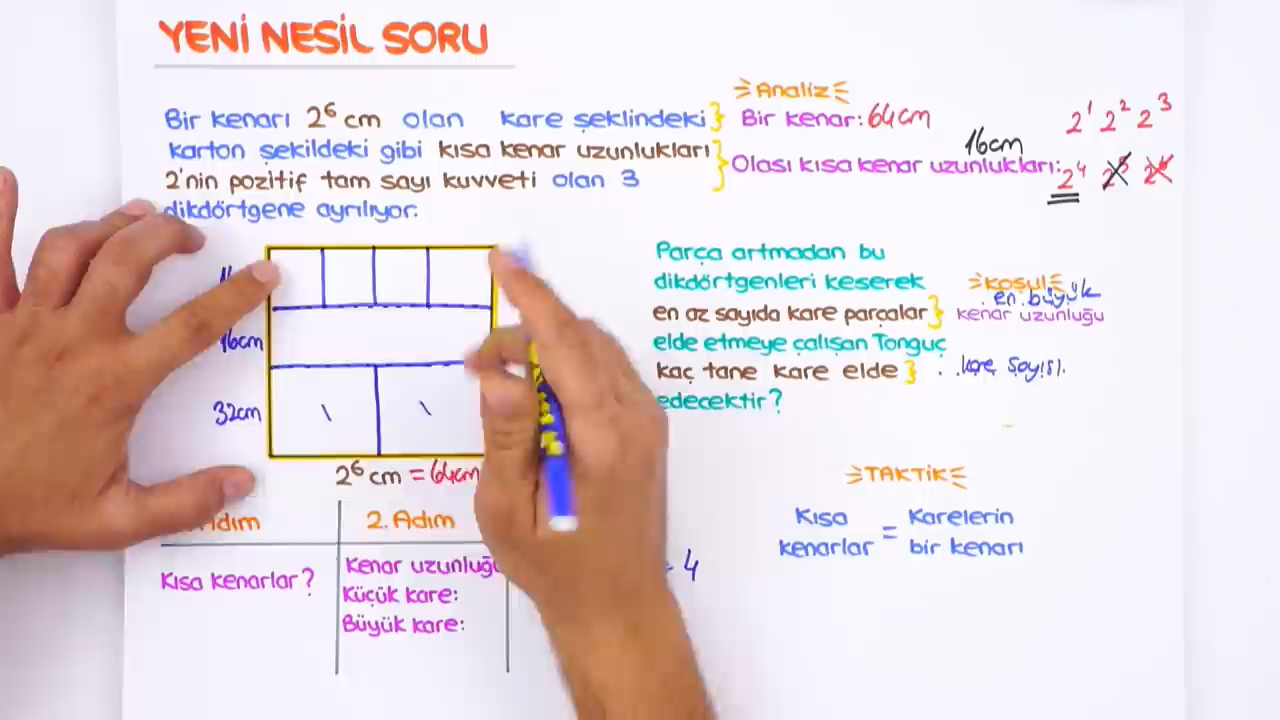 YENİ NESİL SORU
Bir kenarı 2⁶ cm olan kare şeklindeki
karton şekildeki gibi kısa kenar uzunlukları
2'nin pozitif tam sayı kuvveti olan 3
dikdörtgene ayrılıyor.
Analiz
Bir kenar: 64cm
16cm
Olası kısa kenar uzunlukları:
2¹ 2² 2³
2⁴
16cm
32cm
2⁶ cm = 64cm
Parça artmadan bu
dikdörtgenleri keserek
en az sayıda kare parçalar
elde etmeye çalışan Tonguç
kaç tane kare elde
edecektir?
Koşul
en büyük
kenar uzunluğu
kare sayısı
TAKTİK
Kısa kenarlar = Karelerin bir kenarı
Adım
Kısa kenarlar?
2. Adım
Kenar uzunluğu
Küçük kare:
Büyük kare:
4